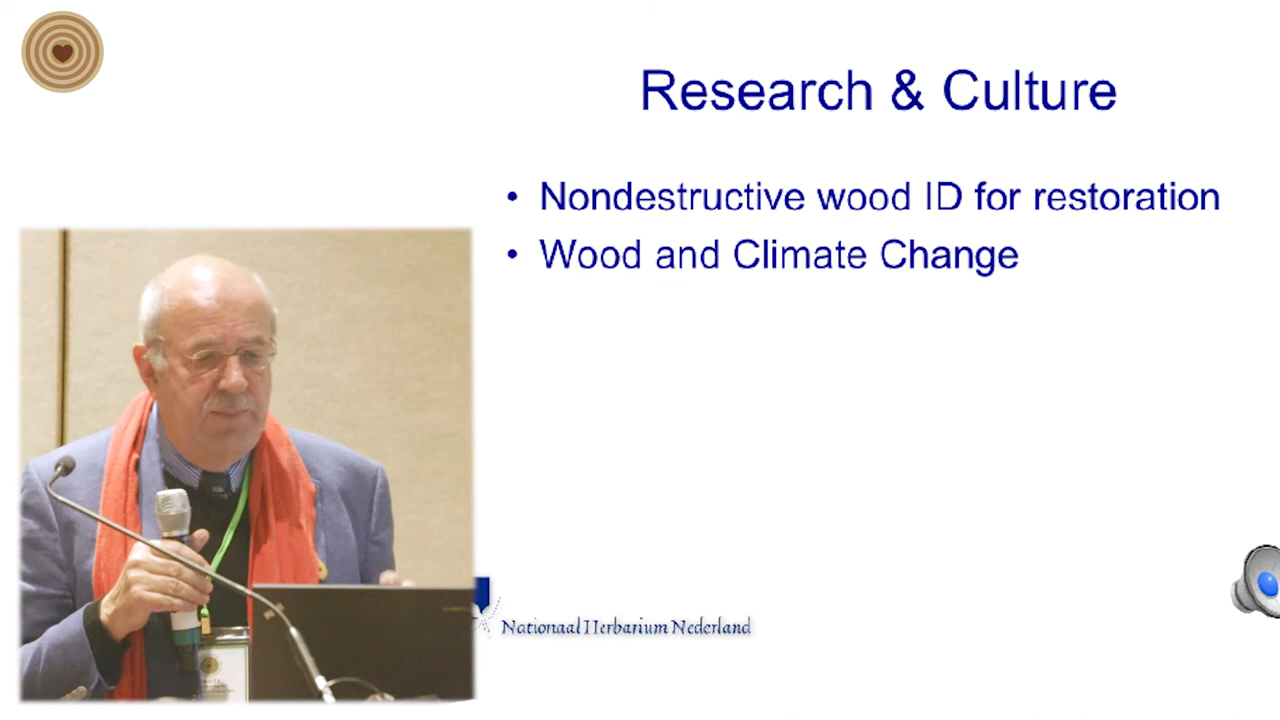 Research & Culture
• Nondestructive wood ID for restoration
• Wood and Climate Change
Nationaal Herbarium Nederland